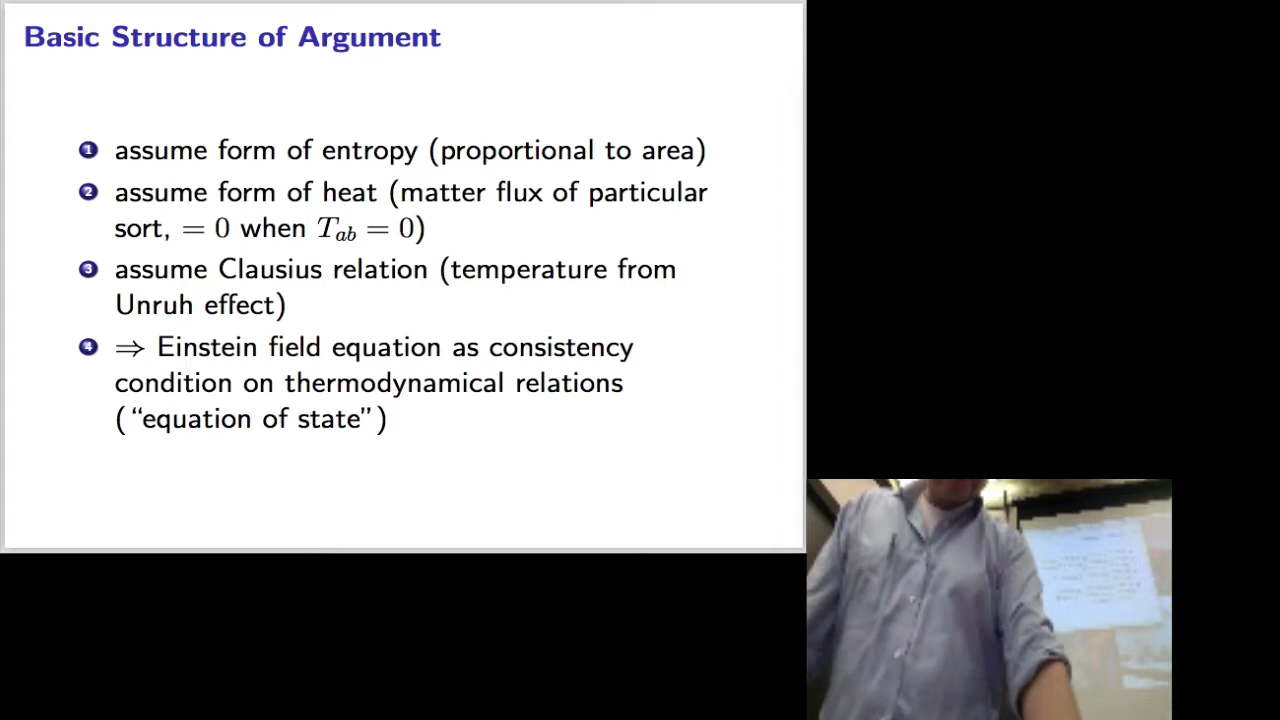 Basic Structure of Argument
1 assume form of entropy (proportional to area)
2 assume form of heat (matter flux of particular
sort, = 0 when T_{ab} = 0)
3 assume Clausius relation (temperature from
Unruh effect)
4 ⇒ Einstein field equation as consistency
condition on thermodynamical relations
(“equation of state”)